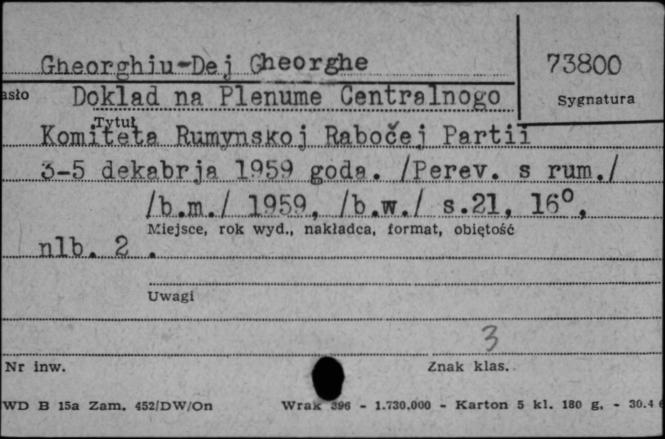 Gheorghiu-Dej Gheorghe
73800
asło
Doklad na Plenume Centralnogo
Sygnatura
Tytuł
Komiteta Rumynskoj Rabočej Partii
3-5 dekabrja 1959 goda. /Perev. s rum./
/b.m./ 1959, /b.w./ s.21, 16°,
Miejsce, rok wyd., nakładca, format, obiętość
nlb. 2 .
Uwagi
3
Nr inw.
Znak klas.
WD B 15a Zam. 452/DW/On
Wrak 396 - 1.730.000 - Karton 5 kl. 180 g. - 30.4